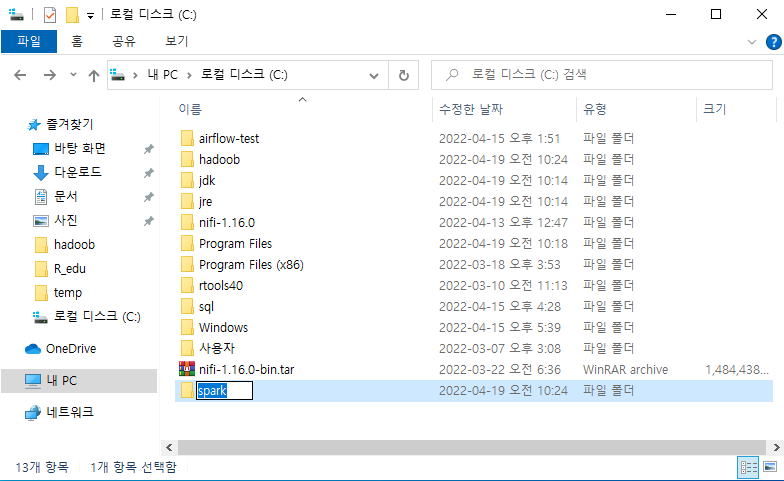 로컬 디스크 (C:)
파일 홈 공유 보기
내 PC 로컬 디스크 (C:) 로컬 디스크 (C:) 검색
이름 수정한 날짜 유형 크기
즐겨찾기
바탕 화면
다운로드
문서
사진
hadoob
R_edu
temp
로컬 디스크 (C:)
OneDrive
내 PC
네트워크
airflow-test 2022-04-15 오후 1:51 파일 폴더
hadoob 2022-04-19 오전 10:24 파일 폴더
jdk 2022-04-19 오전 10:14 파일 폴더
jre 2022-04-19 오전 10:14 파일 폴더
nifi-1.16.0 2022-04-13 오후 12:47 파일 폴더
Program Files 2022-04-19 오전 10:18 파일 폴더
Program Files (x86) 2022-03-18 오후 3:53 파일 폴더
rtools40 2022-03-10 오전 11:13 파일 폴더
sql 2022-04-15 오후 4:28 파일 폴더
Windows 2022-04-15 오후 5:39 파일 폴더
사용자 2022-03-07 오후 3:08 파일 폴더
nifi-1.16.0-bin.tar 2022-03-22 오전 6:36 WinRAR archive 1,484,438...
spark 2022-04-19 오전 10:24 파일 폴더
13개 항목 1개 항목 선택함